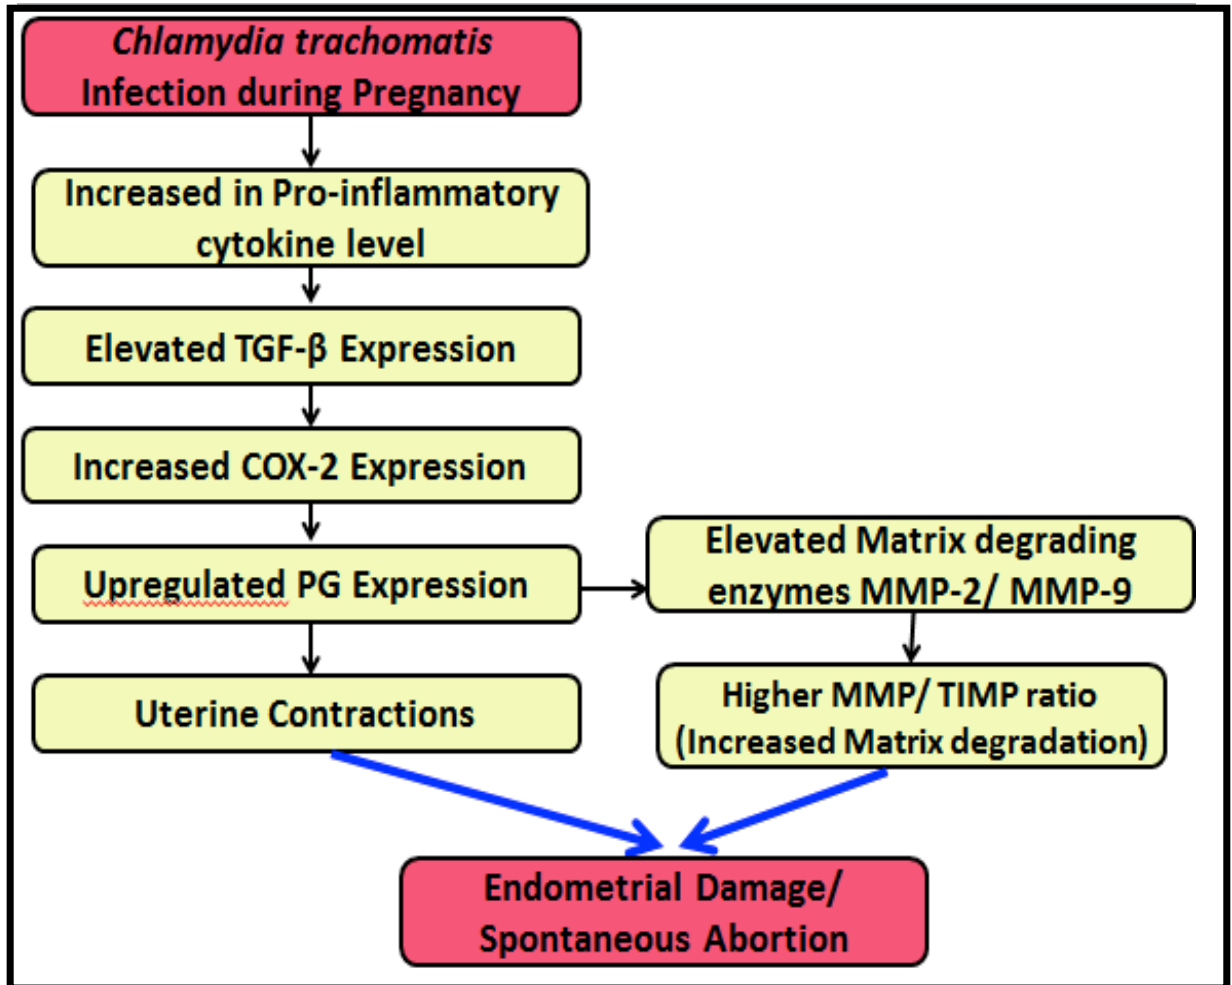 Chlamydia trachomatis
Infection during Pregnancy
Increased in Pro-inflammatory
cytokine level
Elevated TGF-β Expression
Increased COX-2 Expression
Upregulated PG Expression
Elevated Matrix degrading
enzymes MMP-2/ MMP-9
Uterine Contractions
Higher MMP/ TIMP ratio
(Increased Matrix degradation)
Endometrial Damage/
Spontaneous Abortion